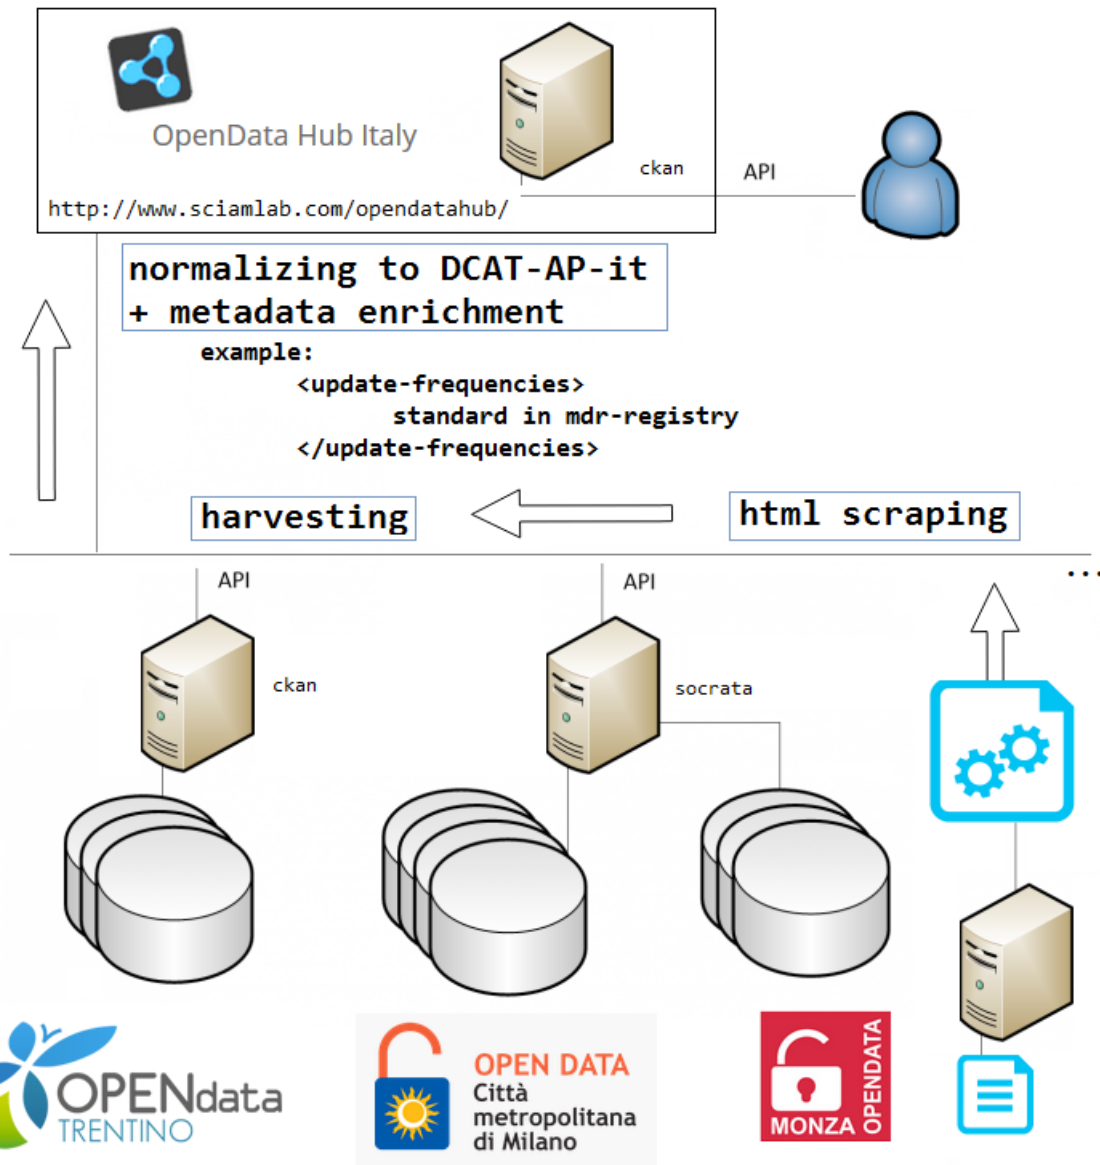 OpenData Hub Italy
ckan
API
http://www.sciamlab.com/opendatahub/
normalizing to DCAT-AP-it
+ metadata enrichment
example:
<update-frequencies>
standard in mdr-registry
</update-frequencies>
harvesting
html scraping
API
API
...
ckan
socrata
OPENdata
TRENTINO
OPEN DATA
Città
metropolitana
di Milano
MONZA
OPENDATA